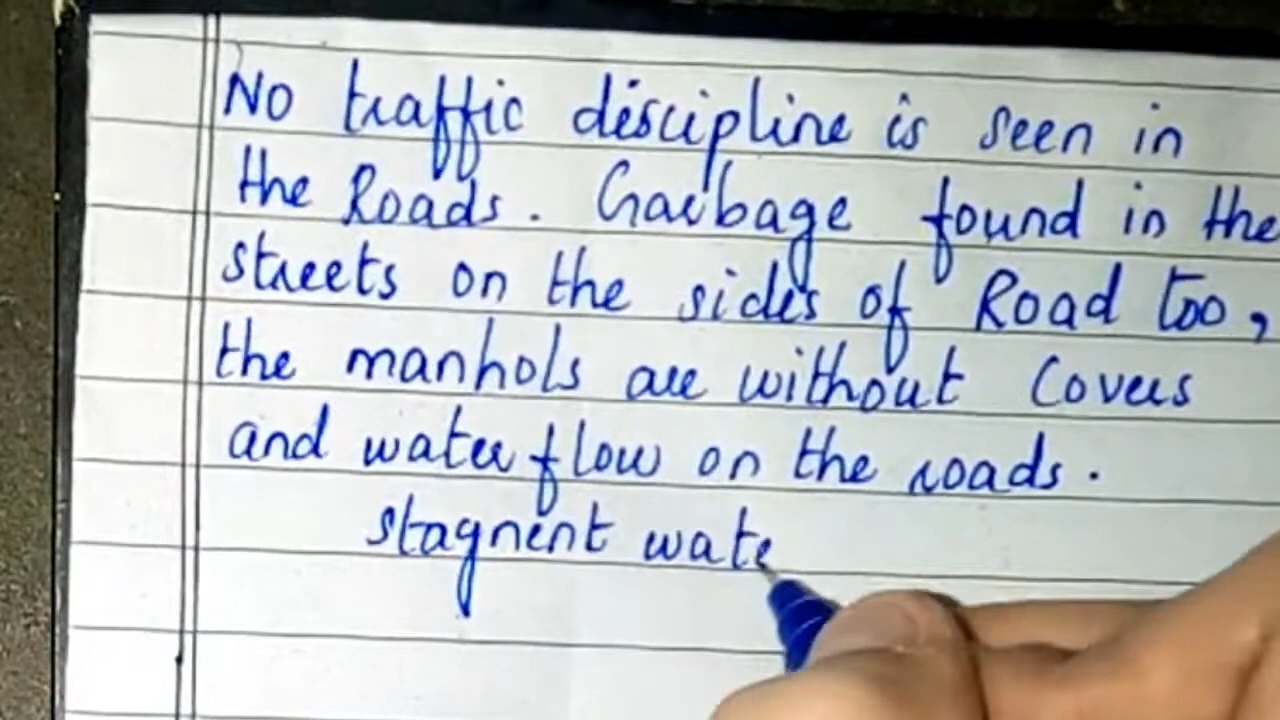 No traffic discipline is seen in
the Roads. Garbage found in the
streets on the sides of Road too,
the manhols are without Covers
and water flow on the roads.
stagnent wate